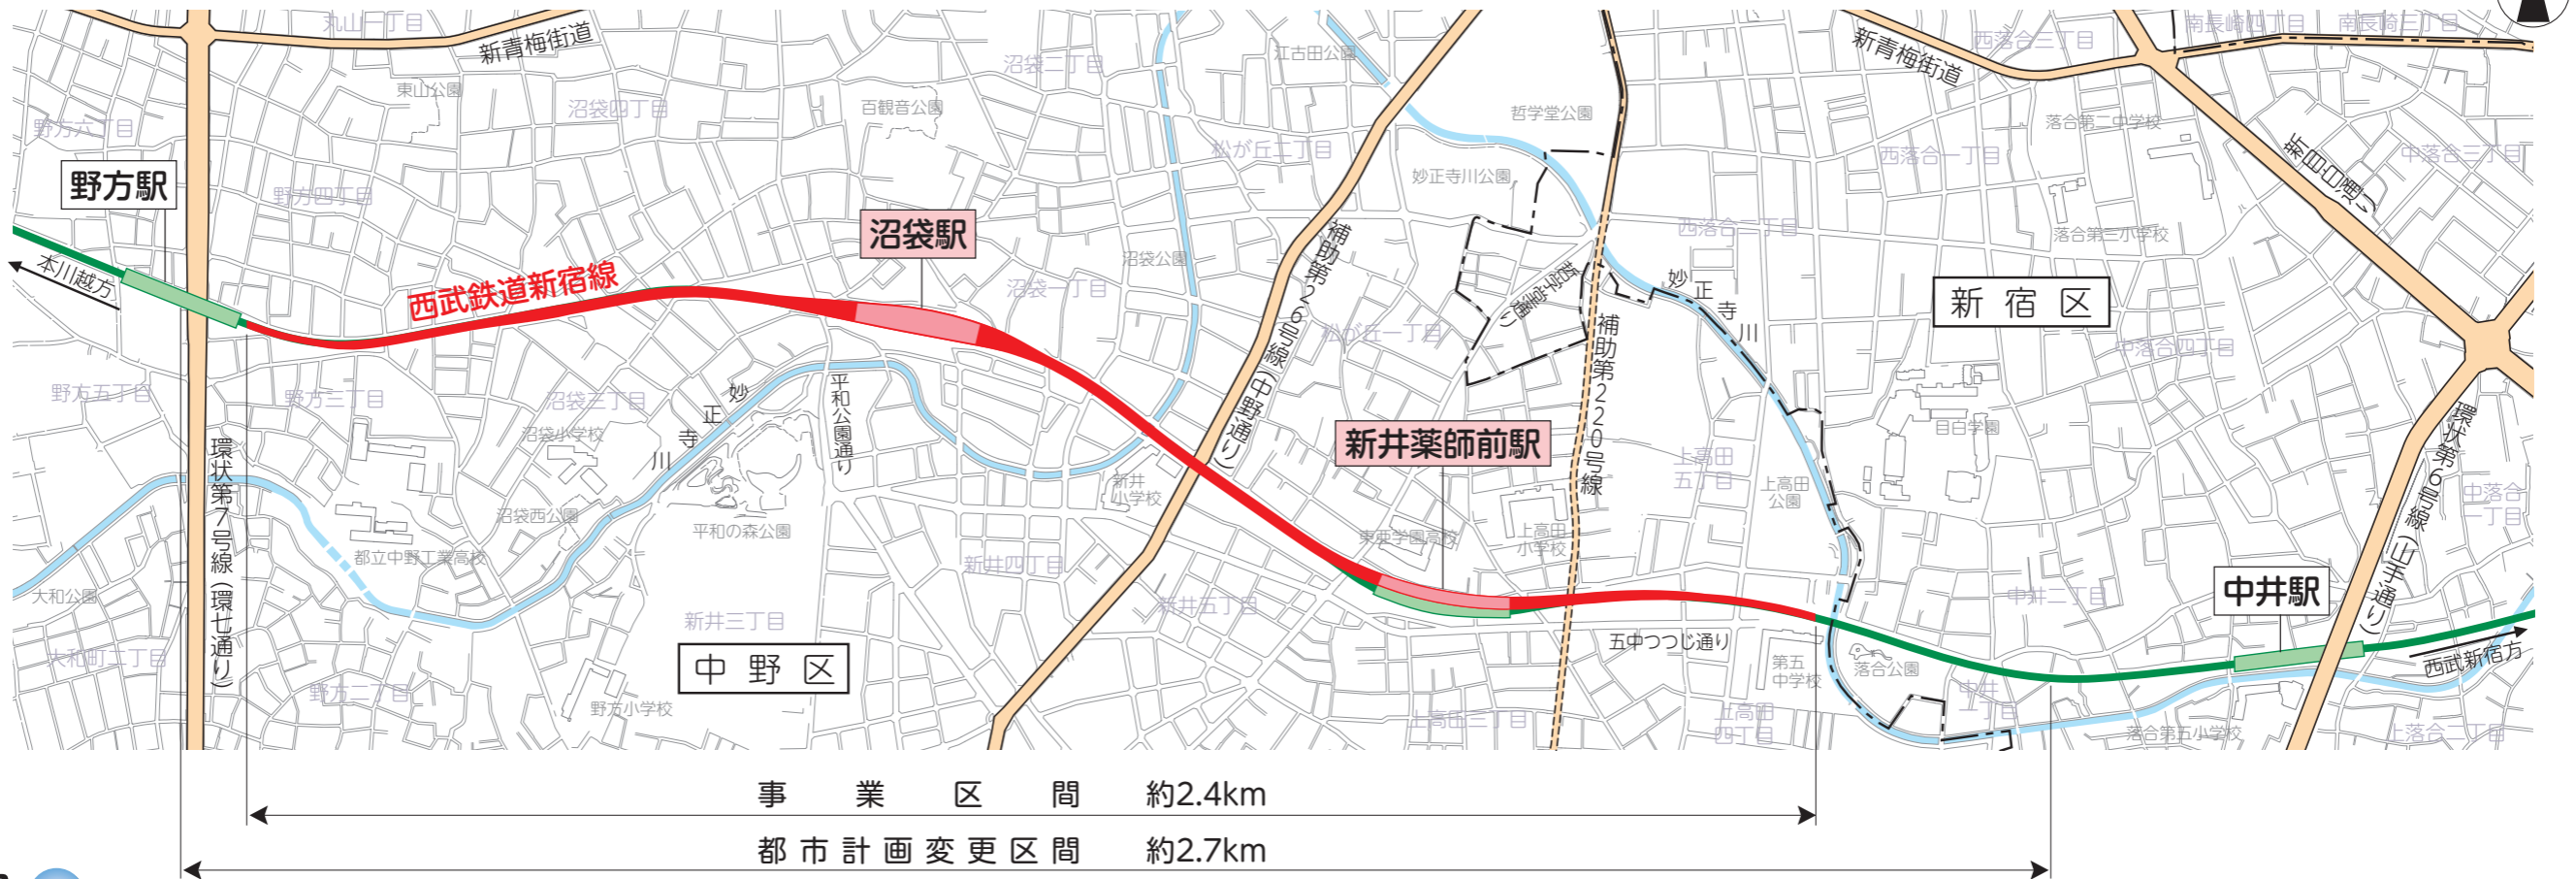 丸山一丁目
新青梅街道
沼袋二丁目
江古田公園
新青梅街道
西落合三丁目
南長崎四丁目
南長崎三丁目
東山公園
沼袋四丁目
百観音公園
哲学堂公園
落合第二中学校
野方六丁目
松が丘二丁目
西落合一丁目
新目白通り
中落合三丁目
野方駅
野方四丁目
妙正寺川公園
沼袋駅
補助第26号線(中野通り)
西落合二丁目
落合第三小学校
本川越方
西武鉄道新宿線
沼袋公園
沼袋一丁目
哲学堂通り
妙正寺川
新宿区
松が丘一丁目
補助第220号線
中落合四丁目
野方五丁目
野方三丁目
沼袋三丁目
妙正寺川
平和公園通り
沼袋小学校
新井薬師前駅
目白学園
環状第6号線(山手通り)
環状第7号線(環七通り)
新井
小学校
上高田
五丁目
上高田
公園
中落合
一丁目
沼袋西公園
平和の森公園
都立中野工業高校
東亜学園高校
上高田
小学校
新井四丁目
大和公園
新井五丁目
中井二丁目
中井駅
新井三丁目
五中つつじ通り
大和町二丁目
中野区
第五
中学校
落合公園
西武新宿方
野方二丁目
野方小学校
上高田三丁目
上高田
四丁目
中井
一丁目
落合第五小学校
上落合二丁目
事業区間 約2.4km
都市計画変更区間 約2.7km